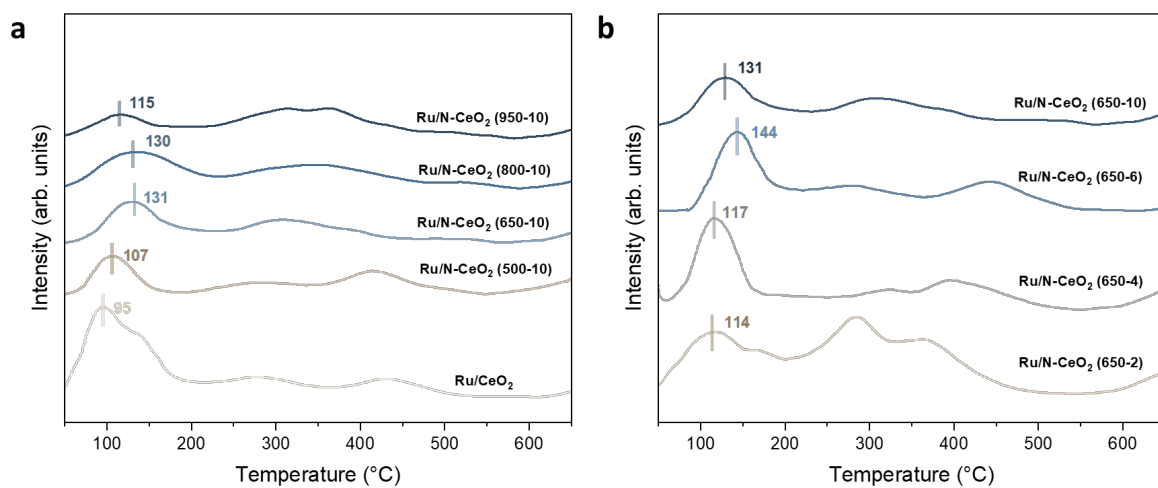 a
115
Ru/N-CeO₂ (950-10)
130
Ru/N-CeO₂ (800-10)
131
Ru/N-CeO₂ (650-10)
107
Ru/N-CeO₂ (500-10)
95
Ru/CeO₂
Intensity (arb. units)
100 200 300 400 500 600
Temperature (°C)
b
131
Ru/N-CeO₂ (650-10)
144
Ru/N-CeO₂ (650-6)
117
Ru/N-CeO₂ (650-4)
114
Ru/N-CeO₂ (650-2)
Intensity (arb. units)
100 200 300 400 500 600
Temperature (°C)